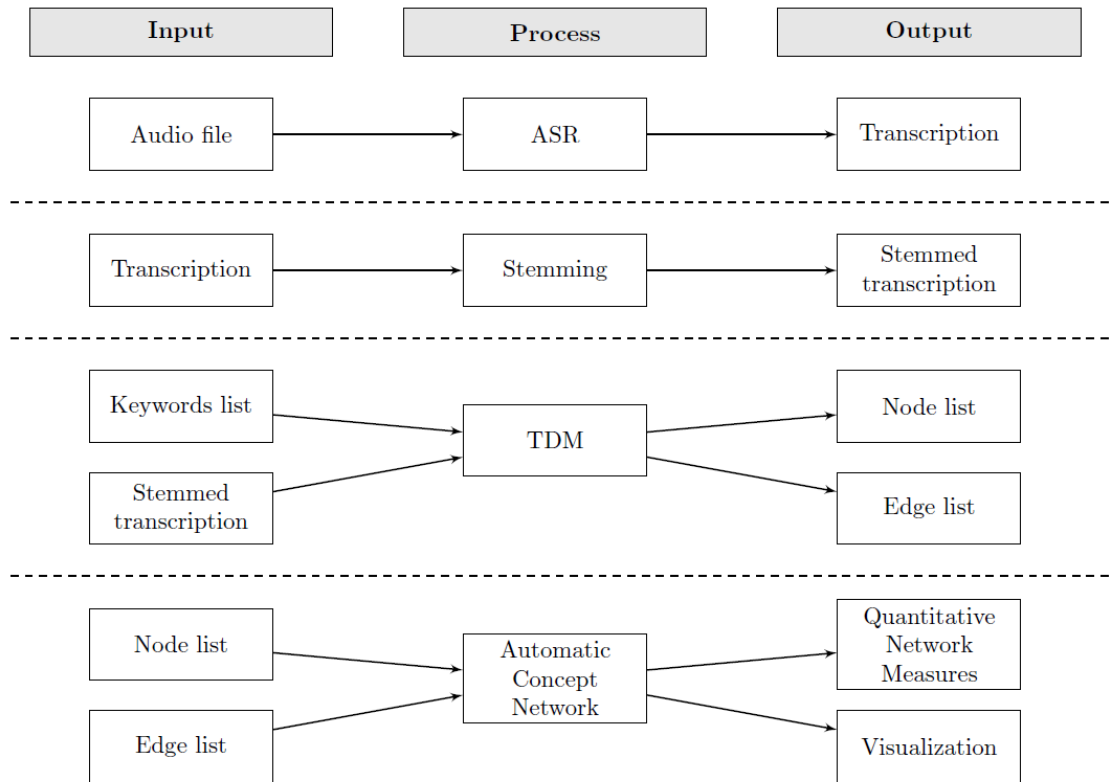 Input
Process
Output
Audio file
ASR
Transcription
Transcription
Stemming
Stemmed
transcription
Keywords list
Stemmed
transcription
TDM
Node list
Edge list
Node list
Edge list
Automatic
Concept
Network
Quantitative
Network
Measures
Visualization